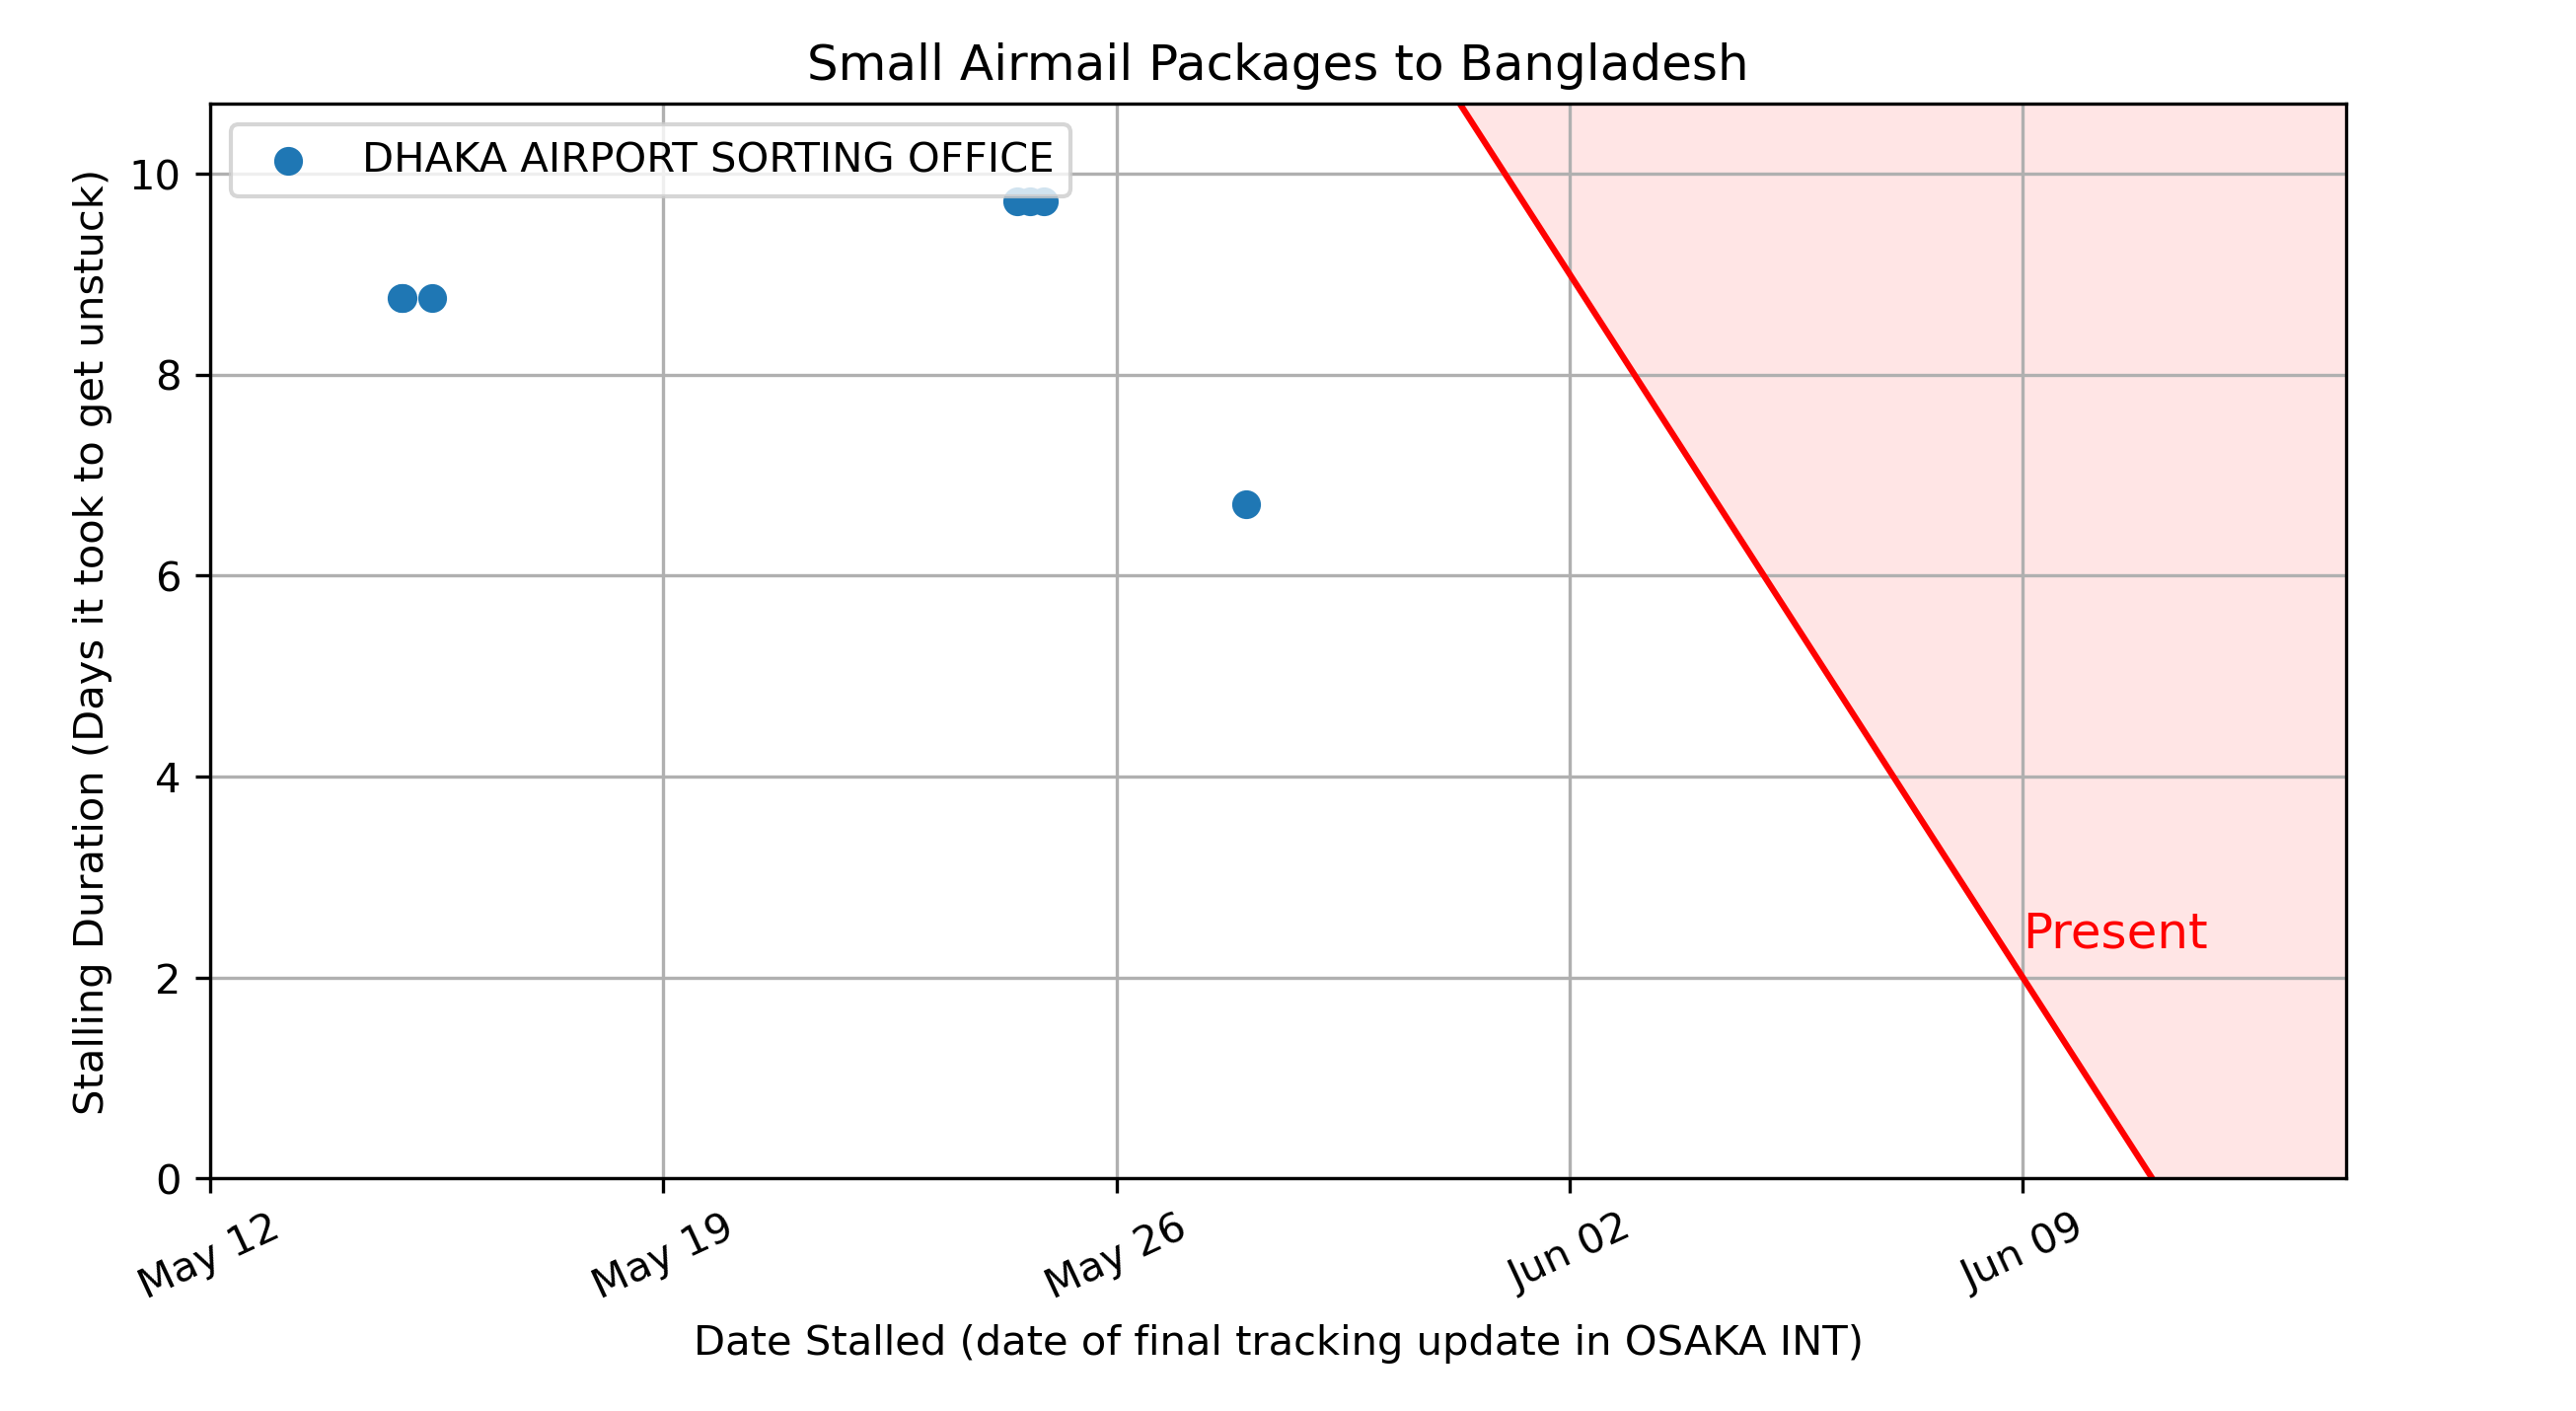 Small Airmail Packages to Bangladesh
DHAKA AIRPORT SORTING OFFICE
Stalling Duration (Days it took to get unstuck)
10
8
6
4
2
0
Present
May 12
May 19
May 26
Jun 02
Jun 09
Date Stalled (date of final tracking update in OSAKA INT)